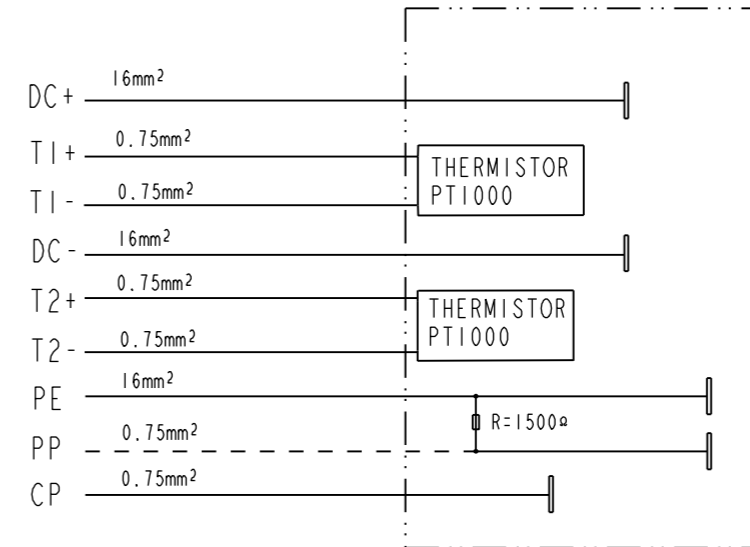 DC+ 16mm²
T1+ 0.75mm²
THERMISTOR
PT1000
T1- 0.75mm²
DC- 16mm²
T2+ 0.75mm²
THERMISTOR
PT1000
T2- 0.75mm²
PE 16mm²
R=1500Ω
PP 0.75mm²
CP 0.75mm²